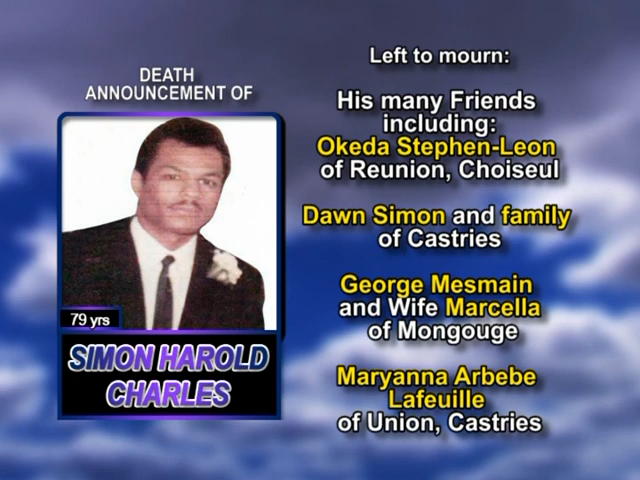 DEATH
ANNOUNCEMENT OF
79 yrs
SIMON HAROLD
CHARLES
Left to mourn:
His many Friends
including:
Okeda Stephen-Leon
of Reunion, Choiseul
Dawn Simon and family
of Castries
George Mesmain
and Wife Marcella
of Mongouge
Maryanna Arbebe
Lafeuille
of Union, Castries